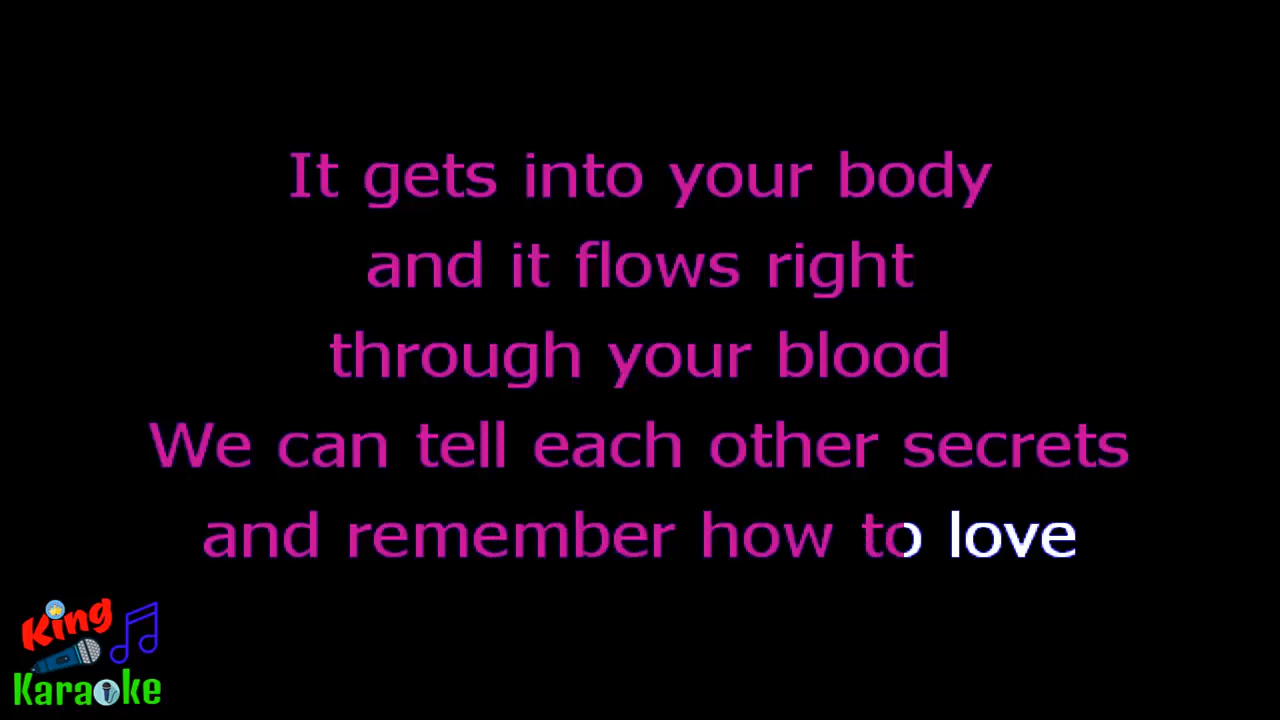 It gets into your body
and it flows right
through your blood
We can tell each other secrets
and remember how to love
King
Karaoke